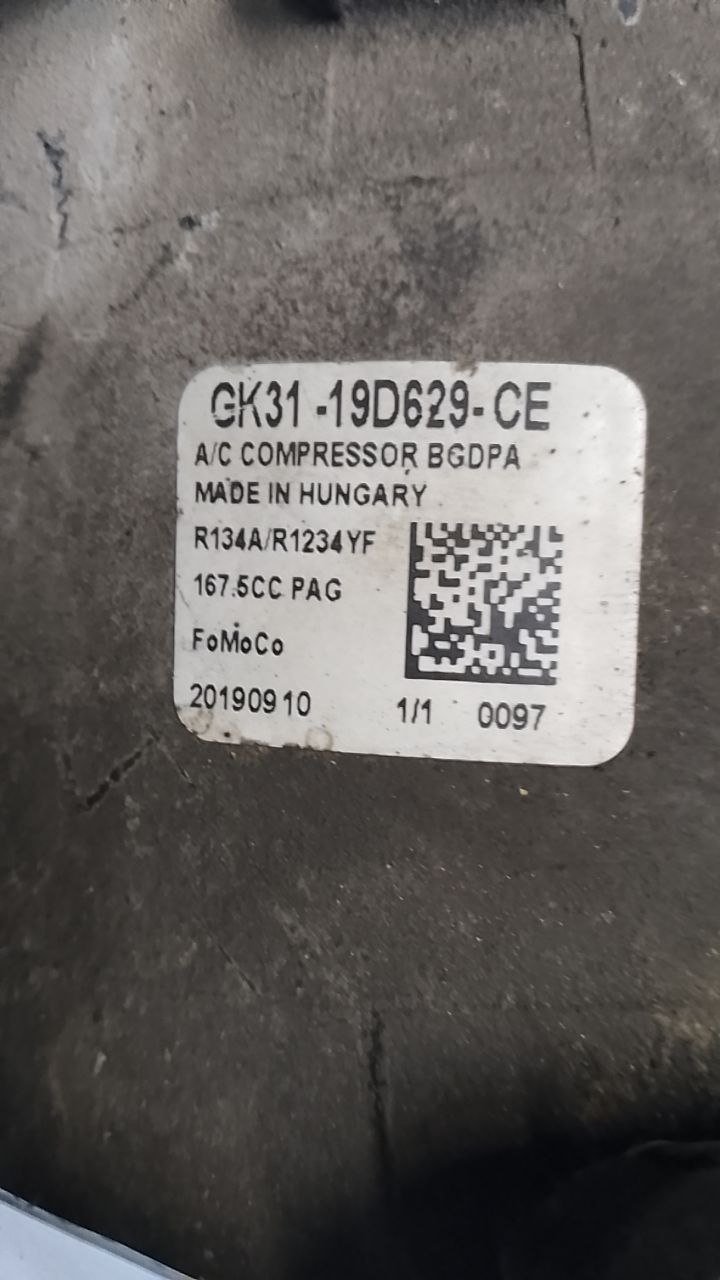 GK31-19D629-CE
A/C COMPRESSOR BGDPA
MADE IN HUNGARY
R134A/R1234YF
167.5CC PAG
FoMoCo
20190910 1/1 0097